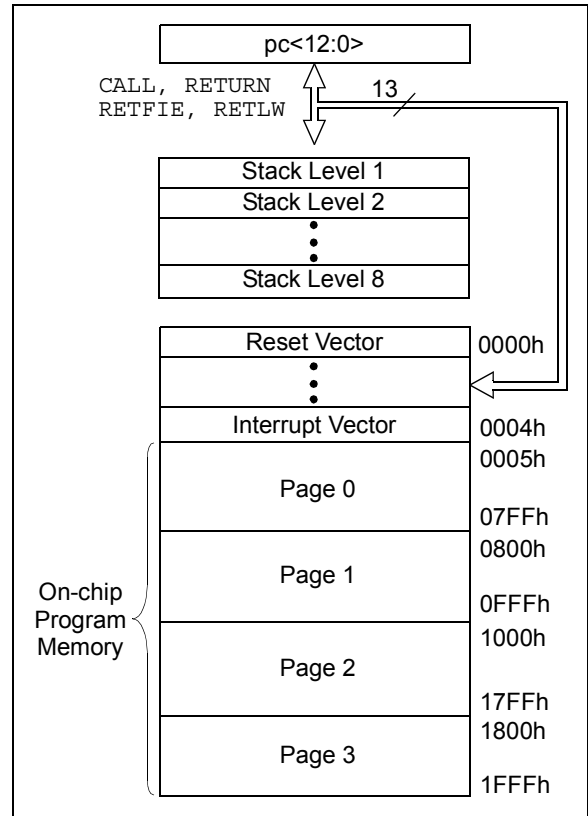 pc<12:0>
CALL, RETURN
RETFIE, RETLW
13
Stack Level 1
Stack Level 2
Stack Level 8
Reset Vector
0000h
Interrupt Vector
0004h
0005h
Page 0
07FFh
0800h
Page 1
0FFFh
On-chip
Program
Memory
1000h
Page 2
17FFh
1800h
Page 3
1FFFh